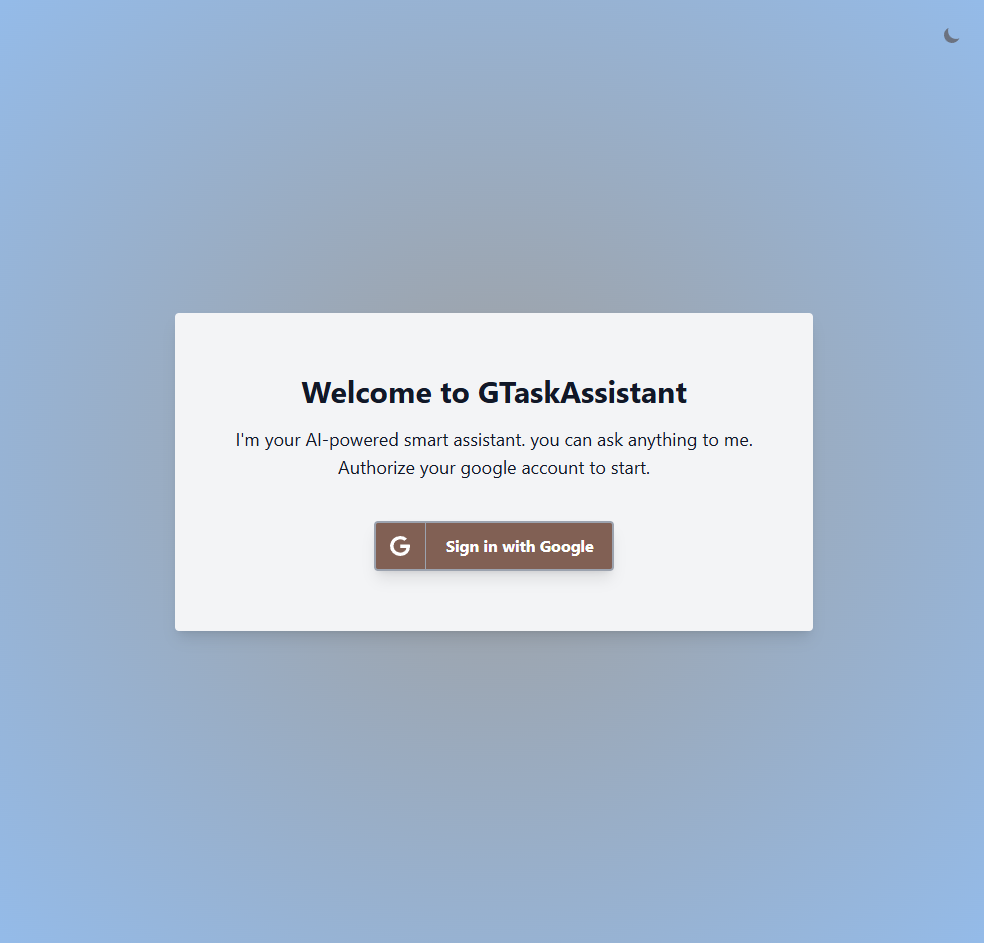 Welcome to GTaskAssistant
I'm your AI-powered smart assistant. you can ask anything to me.
Authorize your google account to start.
G Sign in with Google